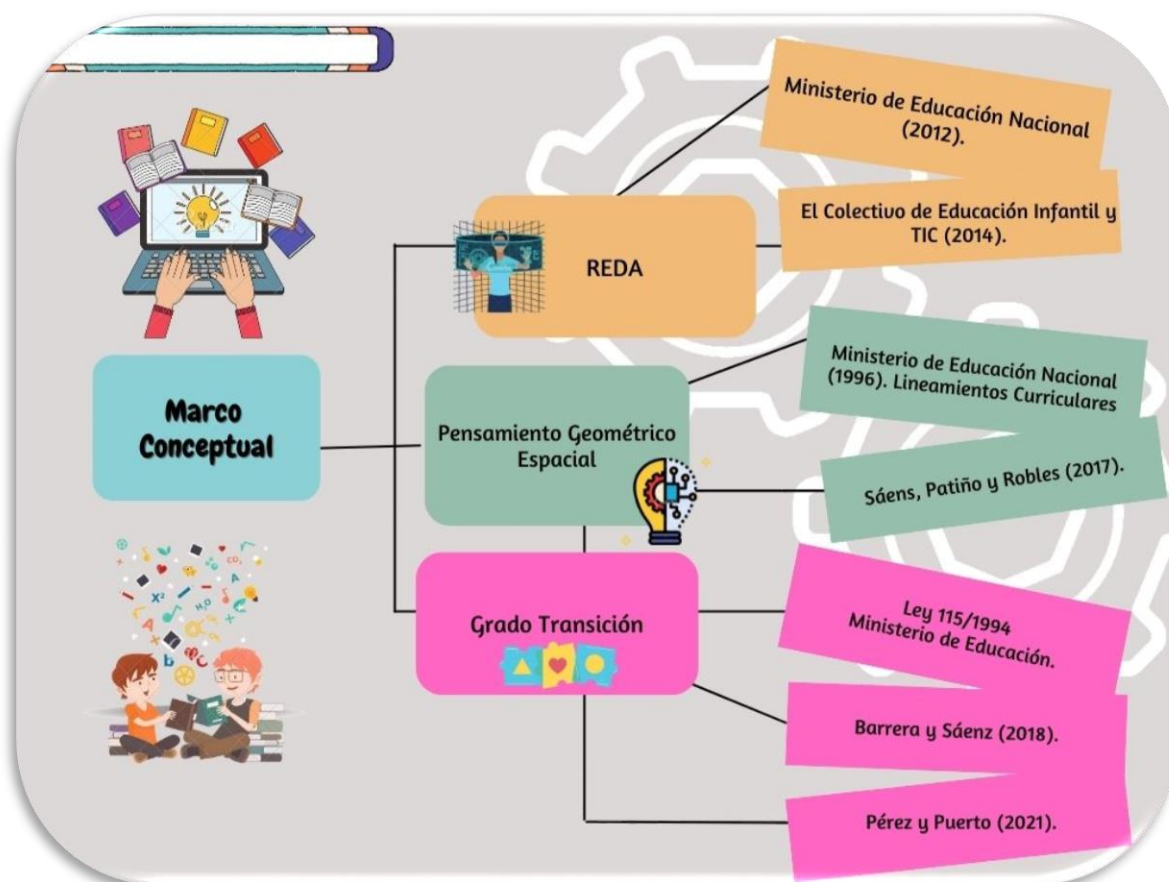 Marco
Conceptual
REDA
Ministerio de Educación Nacional
(2012).
El Colectivo de Educación Infantil y
TIC (2014).
Pensamiento Geométrico
Espacial
Ministerio de Educación Nacional
(1996). Lineamientos Curriculares
Sáens, Patiño y Robles (2017).
Grado Transición
Ley 115/1994
Ministerio de Educación.
Barrera y Sáenz (2018).
Pérez y Puerto (2021).